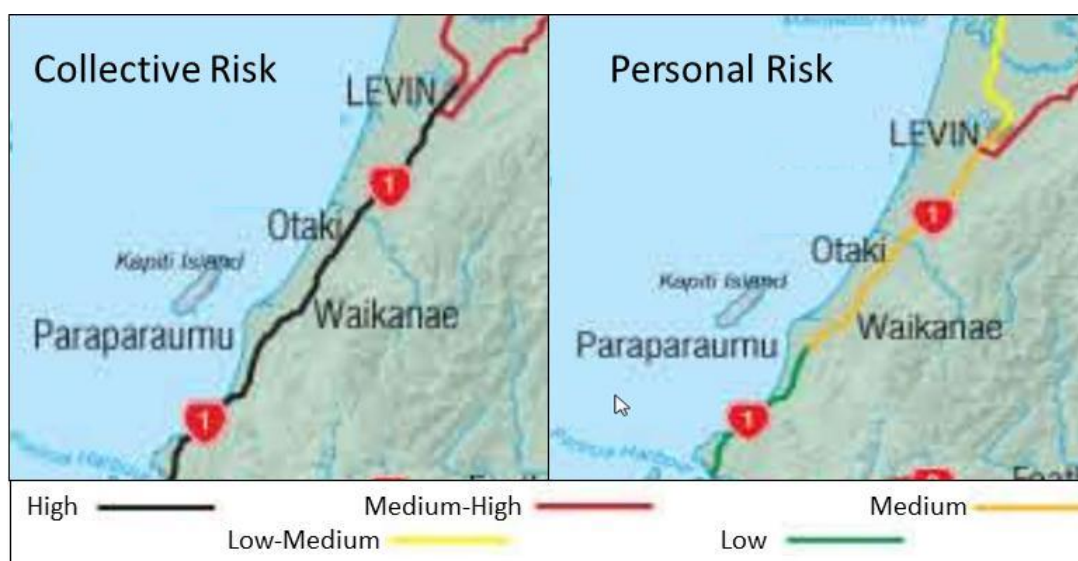 Collective Risk
LEVIN
1
Otaki
Kapiti Island
Waikanae
Paraparaumu
1
Personal Risk
LEVIN
1
Otaki
Kapiti Island
Waikanae
Paraparaumu
1
High
Medium-High
Medium
Low-Medium
Low